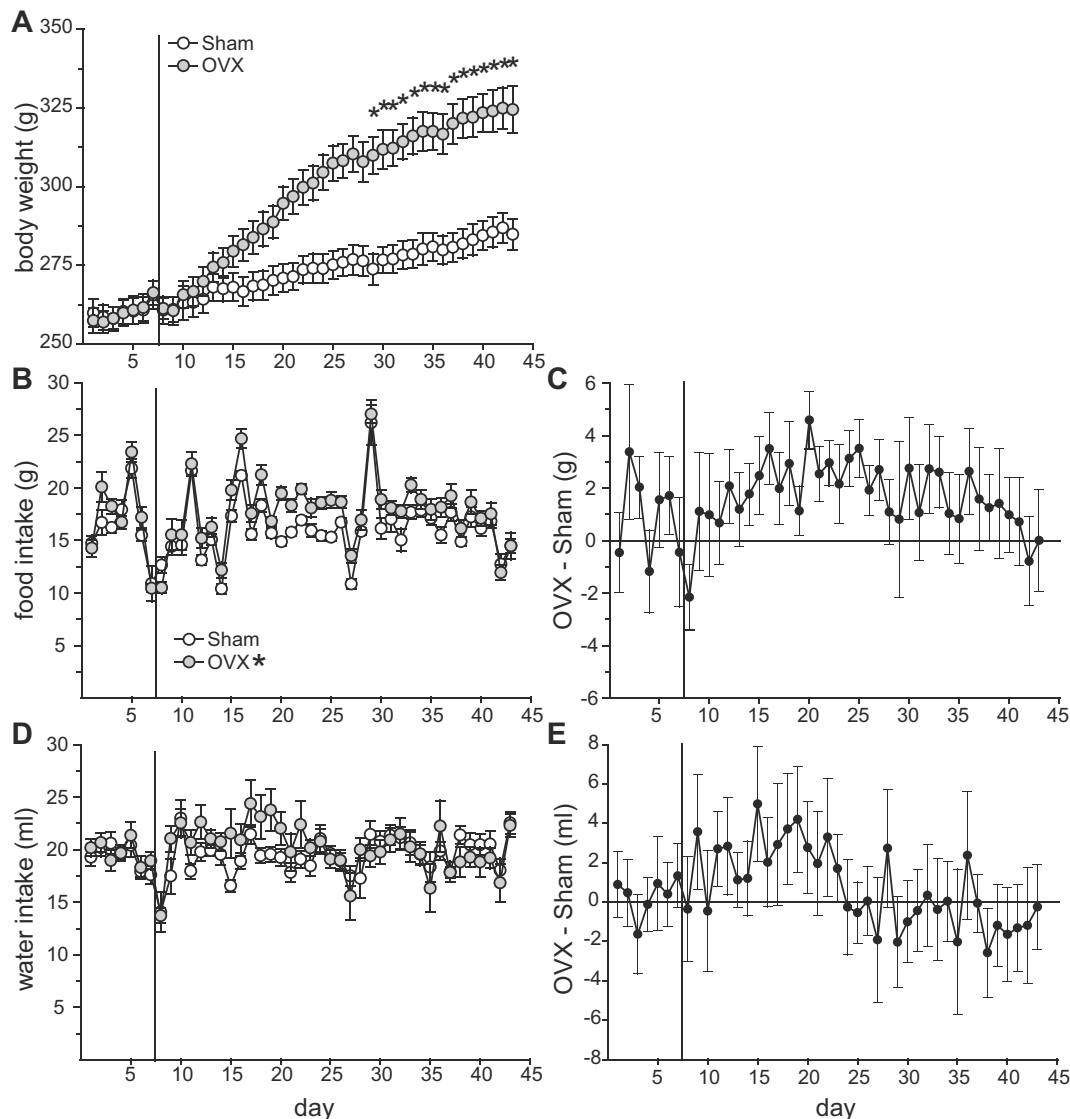 A
350
325
300
275
250
body weight (g)
Sham
OVX
***************
5 10 15 20 25 30 35 40 45
B
30
25
20
15
10
5
food intake (g)
Sham
OVX*
5 10 15 20 25 30 35 40 45
C
6
4
2
0
-2
-4
-6
OVX - Sham (g)
5 10 15 20 25 30 35 40 45
D
30
25
20
15
10
5
water intake (ml)
5 10 15 20 25 30 35 40 45
day
E
8
6
4
2
0
-2
-4
-6
-8
OVX - Sham (ml)
5 10 15 20 25 30 35 40 45
day